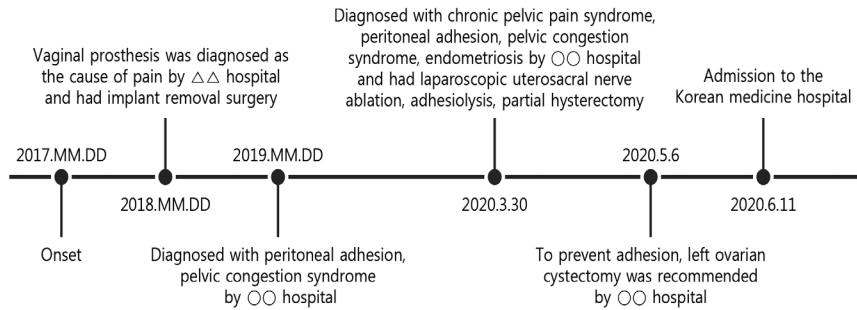 Vaginal prosthesis was diagnosed as
the cause of pain by △△ hospital
and had implant removal surgery
Diagnosed with chronic pelvic pain syndrome,
peritoneal adhesion, pelvic congestion
syndrome, endometriosis by ○○ hospital
and had laparoscopic uterosacral nerve
ablation, adhesiolysis, partial hysterectomy
Admission to the
Korean medicine hospital
2017.MM.DD
2019.MM.DD
2020.5.6
2018.MM.DD
2020.3.30
2020.6.11
Onset
Diagnosed with peritoneal adhesion,
pelvic congestion syndrome
by ○○ hospital
To prevent adhesion, left ovarian
cystectomy was recommended
by ○○ hospital